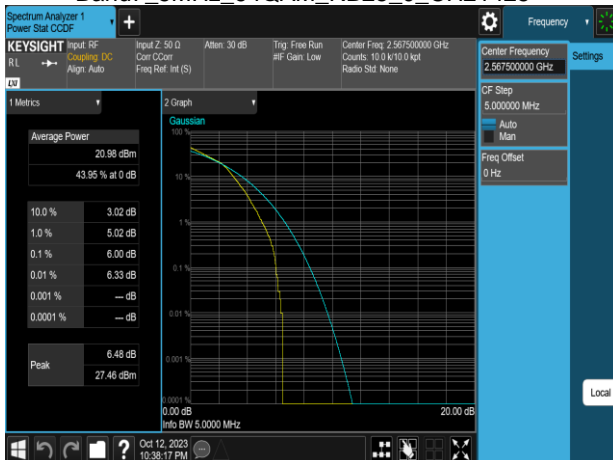 Spectrum Analyzer 1
Power Stat CCDF
Frequency
KEYSIGHT
RL
LXI
Input: RF
Coupling: DC
Align: Auto
Input Z: 50 Ω
Corr CCorr
Freq Ref: Int (S)
Atten: 30 dB
Trig: Free Run
#IF Gain: Low
Center Freq: 2.567500000 GHz
Counts: 10.0 k/10.0 kpt
Radio Std: None
Center Frequency
2.567500000 GHz
Settings
CF Step
5.000000 MHz
Auto
Man
Freq Offset
0 Hz
Local
1 Metrics
Average Power
20.98 dBm
43.95 % at 0 dB
10.0 % 3.02 dB
1.0 % 5.02 dB
0.1 % 6.00 dB
0.01 % 6.33 dB
0.001 % --- dB
0.0001 % --- dB
Peak
6.48 dB
27.46 dBm
2 Graph
Gaussian
100 %
10 %
1 %
0.1 %
0.01 %
0.001 %
0.0001 %
0.00 dB
20.00 dB
Info BW 5.0000 MHz
?
Oct 12, 2023
10:38:17 PM